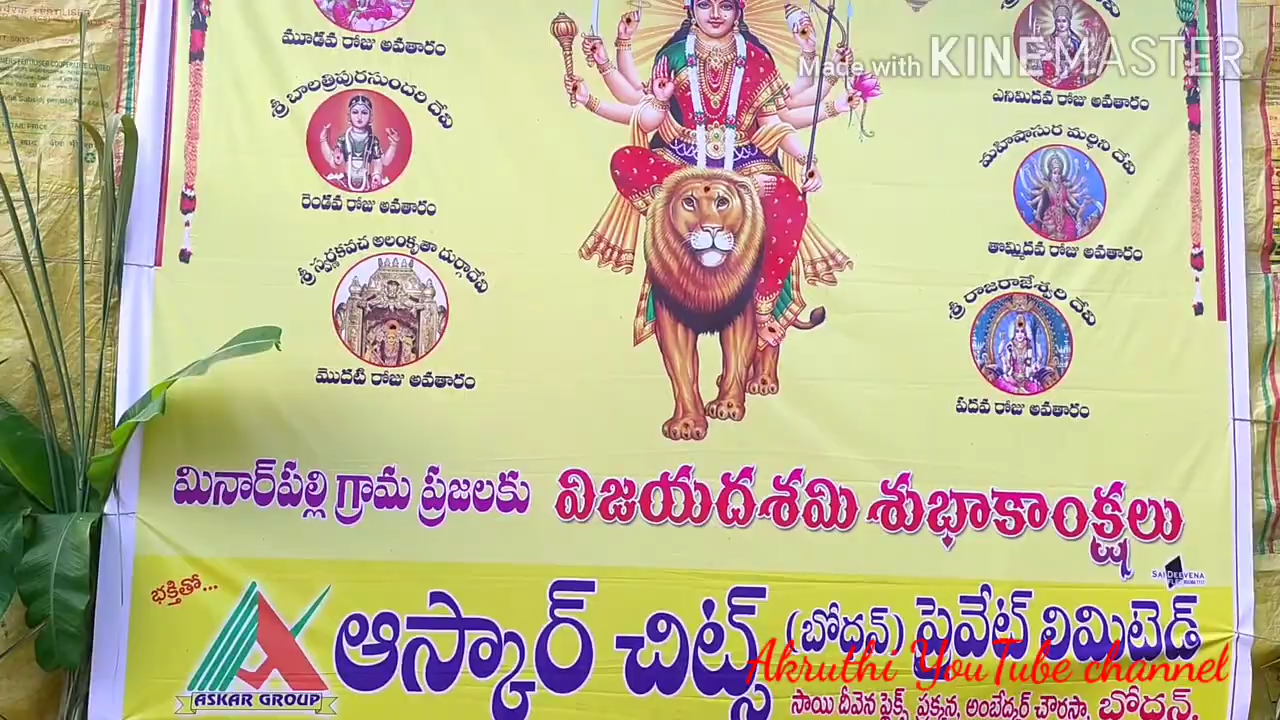 మూడవ రోజు అవతారం
శ్రీ బాలత్రిపురసుందరి దేవి
రెండవ రోజు అవతారం
శ్రీ స్వర్ణకవచ అలంకృతా దుర్గాదేవి
మొదటి రోజు అవతారం
Made with KINEMASTER
ఎనిమిదవ రోజు అవతారం
మహిషాసుర మర్ధిని దేవి
తొమ్మిదవ రోజు అవతారం
శ్రీ రాజరాజేశ్వరి దేవి
పదవ రోజు అవతారం
మినార్‌పల్లి గ్రామ ప్రజలకు విజయదశమి శుభాకాంక్షలు
SAI DEEVENA
భక్తితో...
ఆస్కార్ చిట్స్ (బోధన్) ప్రైవేట్ లిమిటెడ్
ASKAR GROUP
Akruthi YouTube channel
సాయి దీవెన ఫ్లెక్స్ ప్రక్కన, అంబేద్కర్ చౌరస్తా, బోధన్.